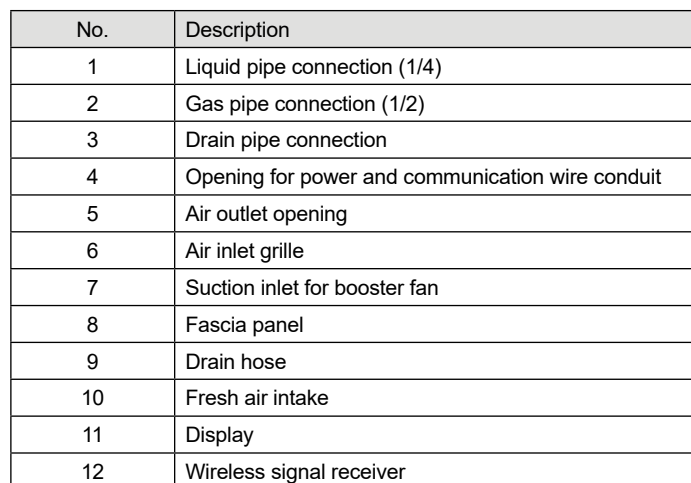 No. Description
1 Liquid pipe connection (1/4)
2 Gas pipe connection (1/2)
3 Drain pipe connection
4 Opening for power and communication wire conduit
5 Air outlet opening
6 Air inlet grille
7 Suction inlet for booster fan
8 Fascia panel
9 Drain hose
10 Fresh air intake
11 Display
12 Wireless signal receiver